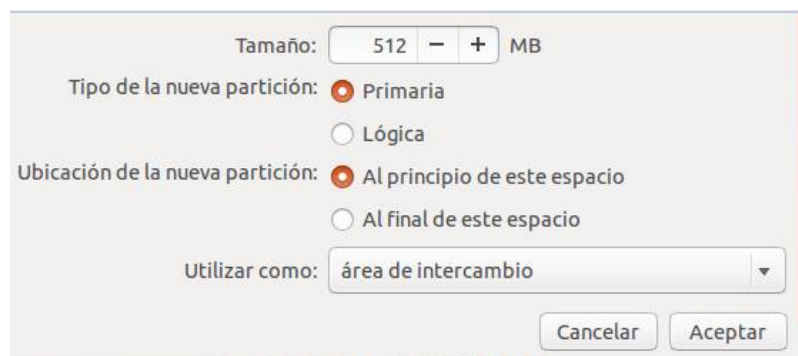 Tamaño: 512 − + MB
Tipo de la nueva partición: Primaria
Lógica
Ubicación de la nueva partición: Al principio de este espacio
Al final de este espacio
Utilizar como: área de intercambio
Cancelar Aceptar